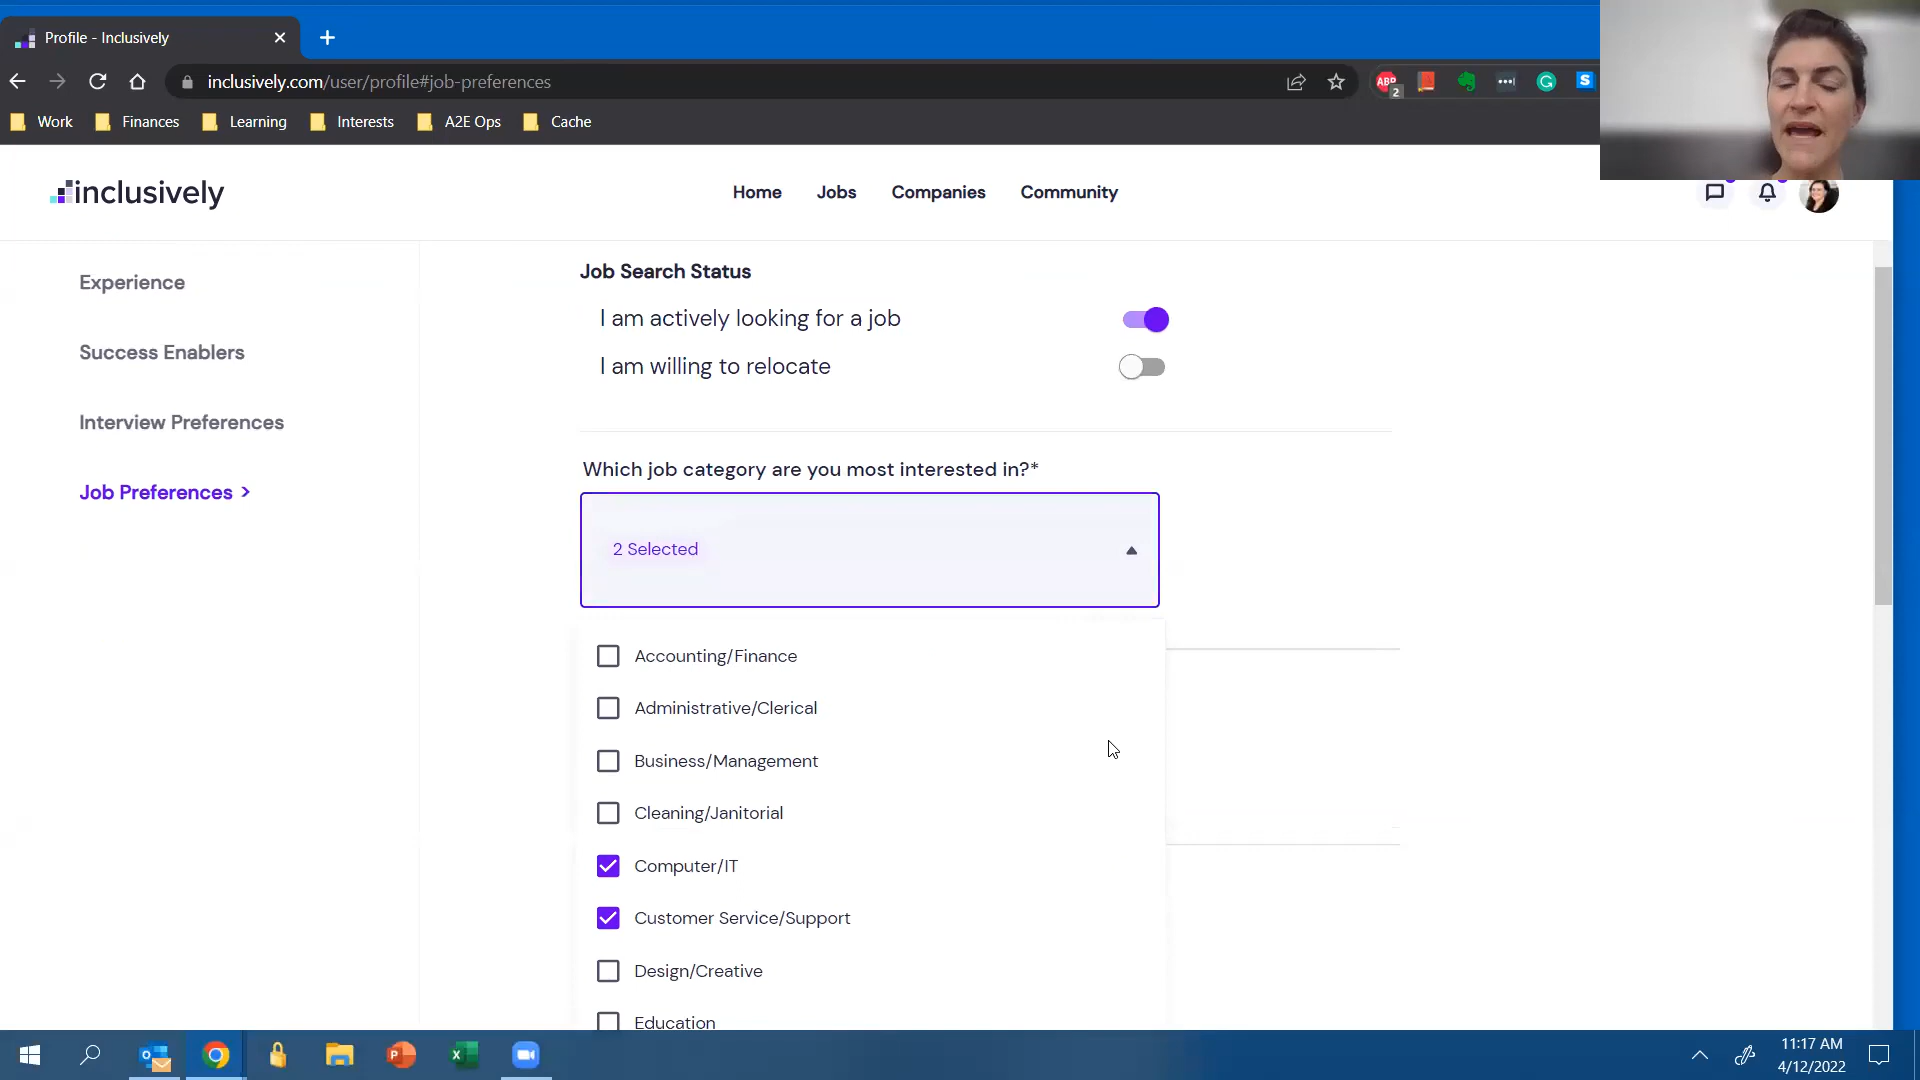 Profile - Inclusively
inclusively.com/user/profile#job-preferences
ABP
2
G
S
Work
Finances
Learning
Interests
A2E Ops
Cache
inclusively
Home
Jobs
Companies
Community
Experience
Success Enablers
Interview Preferences
Job Preferences >
Job Search Status
I am actively looking for a job
I am willing to relocate
Which job category are you most interested in?*
2 Selected
Accounting/Finance
Administrative/Clerical
Business/Management
Cleaning/Janitorial
Computer/IT
Customer Service/Support
Design/Creative
Education
11:17 AM
4/12/2022